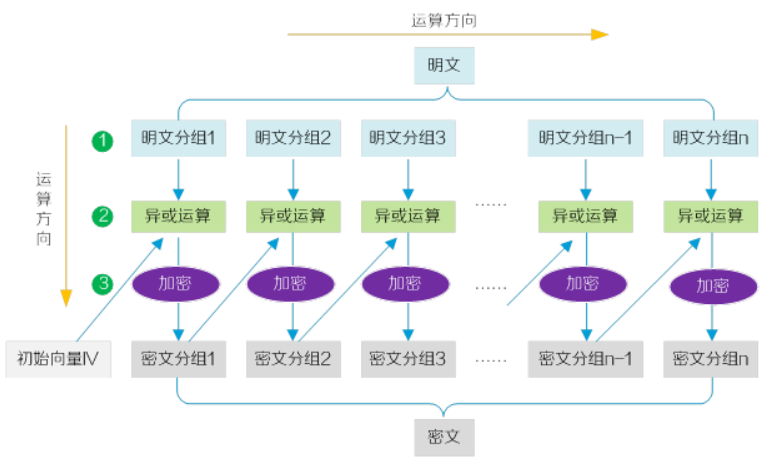 运算方向
明文
1 明文分组1 明文分组2 明文分组3 明文分组n-1 明文分组n
运算方向
2 异或运算 异或运算 异或运算 ...... 异或运算 异或运算
3 加密 加密 加密 ...... 加密 加密
初始向量IV 密文分组1 密文分组2 密文分组3 ...... 密文分组n-1 密文分组n
密文